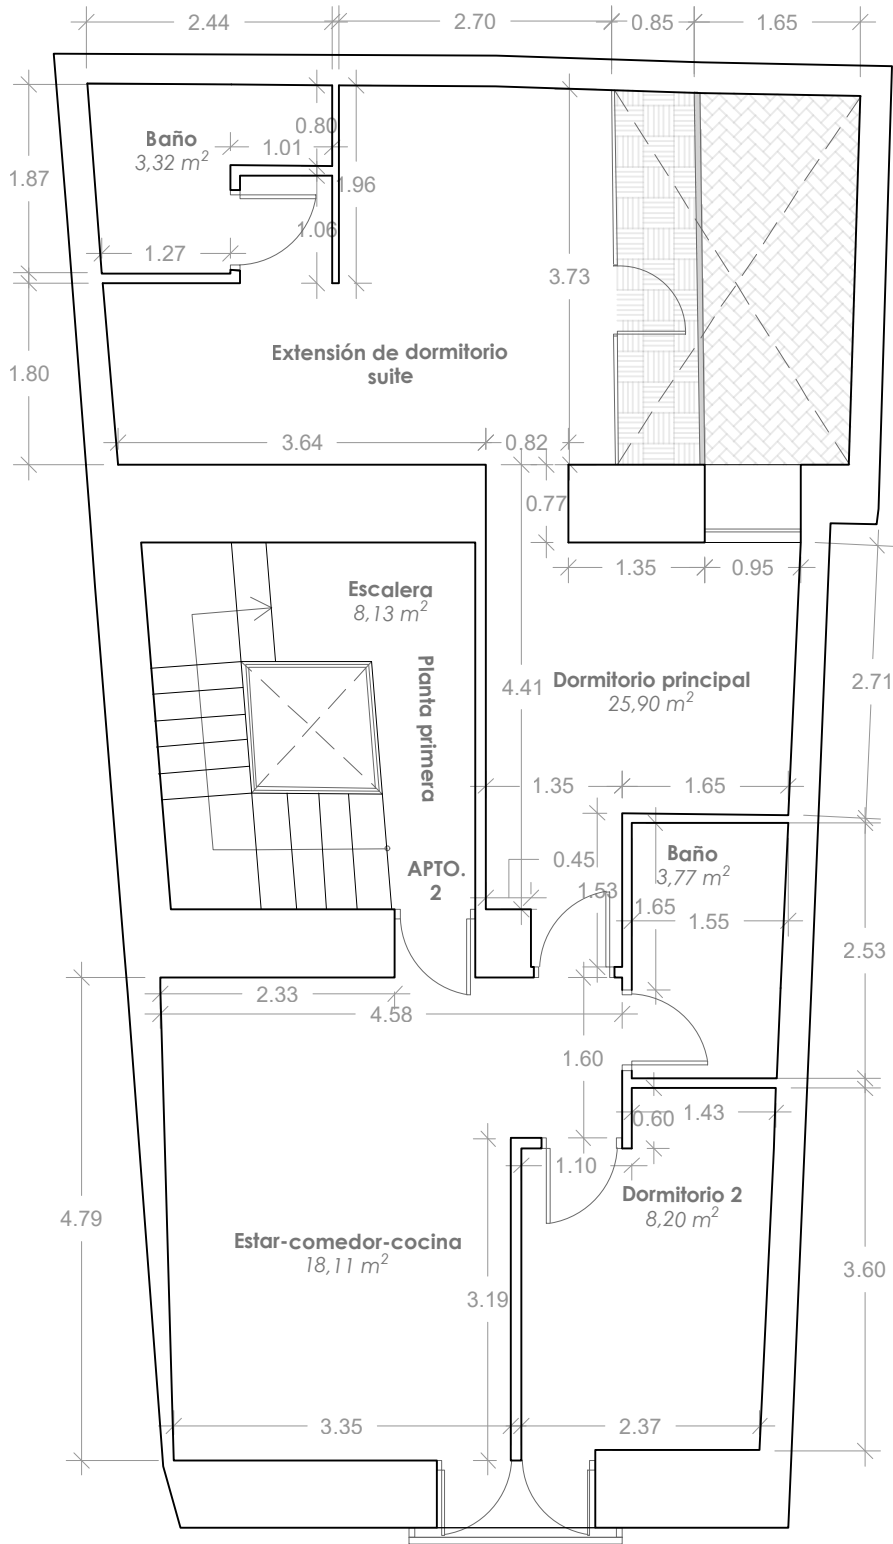 2.44
2.70
0.85
1.65
0.80
Baño
3,32 m²
1.01
1.87
1.96
1.06
1.27
3.73
Extensión de dormitorio
suite
1.80
3.64
0.82
0.77
1.35
0.95
Escalera
8,13 m²
Planta primera
4.41
Dormitorio principal
25,90 m²
2.71
1.35
1.65
0.45
Baño
3,77 m²
APTO.
2
1.53
1.65
1.55
2.53
2.33
4.58
1.60
0.60
1.43
1.10
Dormitorio 2
8,20 m²
4.79
Estar-comedor-cocina
18,11 m²
3.60
3.19
3.35
2.37